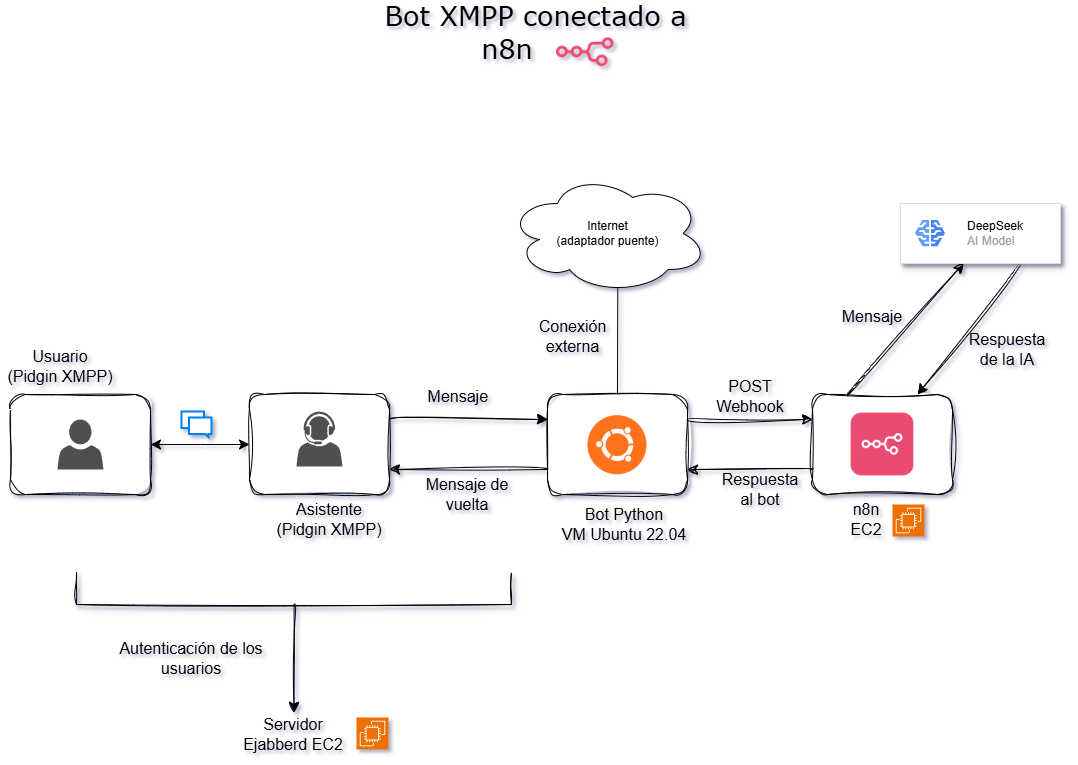 Bot XMPP conectado a
n8n
Internet
(adaptador puente)
DeepSeek
AI Model
Conexión
externa
Mensaje
Respuesta
de la IA
Usuario
(Pidgin XMPP)
Mensaje
POST
Webhook
Mensaje de
vuelta
Respuesta
al bot
Asistente
(Pidgin XMPP)
Bot Python
VM Ubuntu 22.04
n8n
EC2
Autenticación de los
usuarios
Servidor
Ejabberd EC2